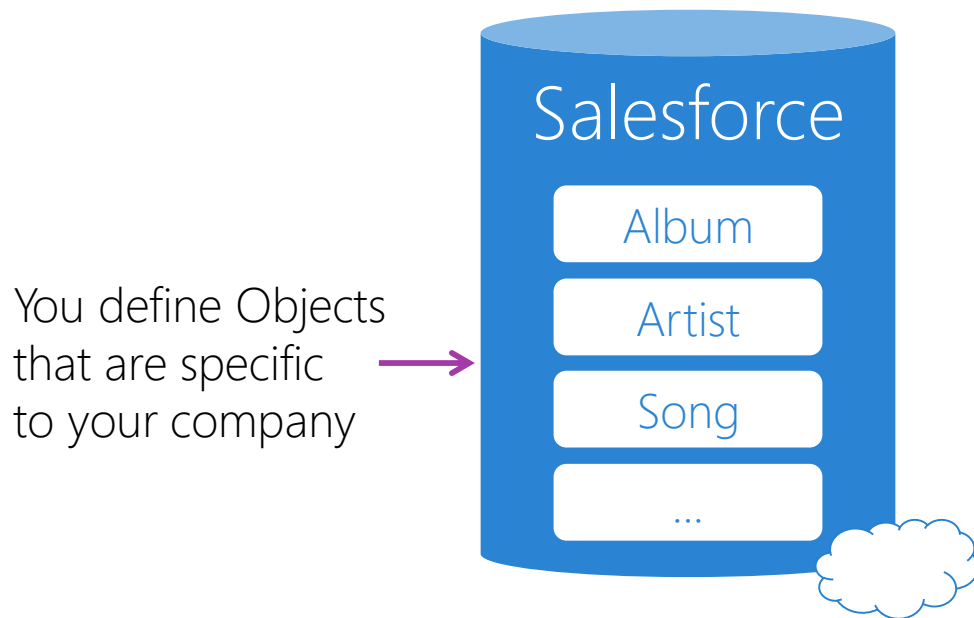 Salesforce
Album
Artist
Song
...
You define Objects
that are specific
to your company